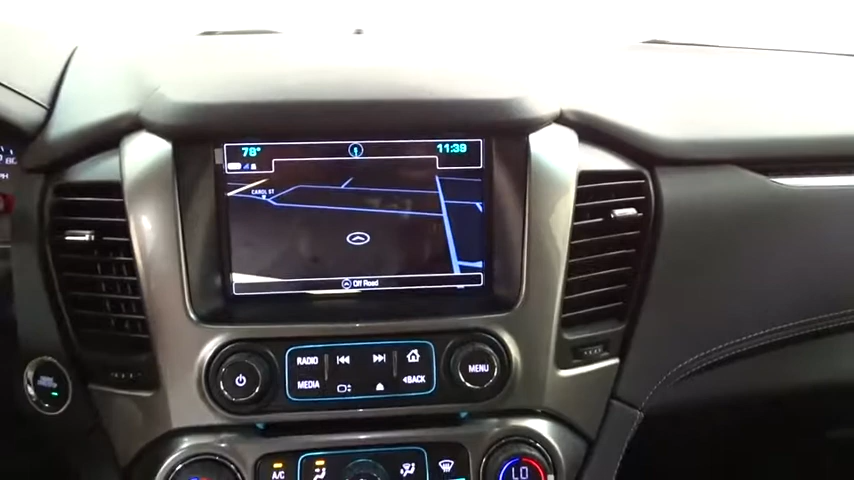 78° 11:39
CAROL ST
Off Road
RADIO
MENU
MEDIA
BACK
A/C
LO